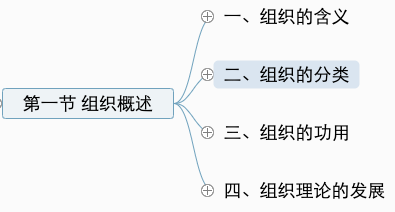 第一节 组织概述
一、组织的含义
二、组织的分类
三、组织的功用
四、组织理论的发展